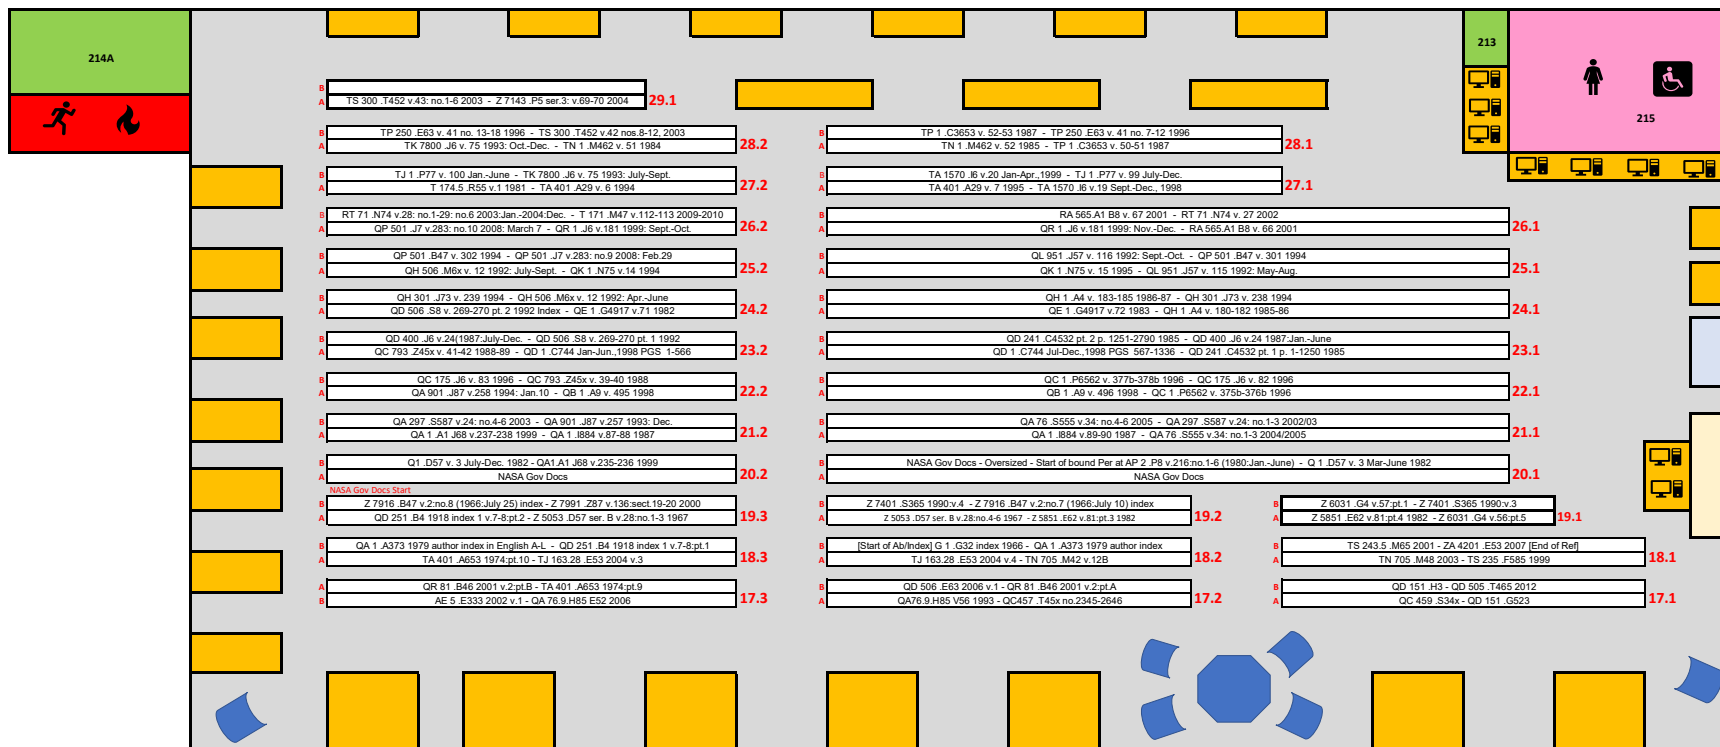 214A
213
215
B
A TS 300 .T452 v.43: no.1-6 2003 - Z 7143 .P5 ser.3: v.69-70 2004 29.1
B TP 250 .E63 v. 41 no. 13-18 1996 - TS 300 .T452 v.42 nos.8-12, 2003
A TK 7800 .J6 v. 75 1993: Oct.-Dec. - TN 1 .M462 v. 51 1984 28.2
B TP 1 .C3653 v. 52-53 1987 - TP 250 .E63 v. 41 no. 7-12 1996
A TN 1 .M462 v. 52 1985 - TP 1 .C3653 v. 50-51 1987 28.1
B TJ 1 .P77 v. 100 Jan.-June - TK 7800 .J6 v. 75 1993: July-Sept.
A T 174.5 .R55 v.1 1981 - TA 401 .A29 v. 6 1994 27.2
B TA 1570 .I6 v.20 Jan-Apr.,1999 - TJ 1 .P77 v. 99 July-Dec.
A TA 401 .A29 v. 7 1995 - TA 1570 .I6 v.19 Sept.-Dec., 1998 27.1
B RT 71 .N74 v.28: no.1-29: no.6 2003:Jan.-2004:Dec. - T 171 .M47 v.112-113 2009-2010
A QP 501 .J7 v.283: no.10 2008: March 7 - QR 1 .J6 v.181 1999: Sept.-Oct. 26.2
B RA 565.A1 B8 v. 67 2001 - RT 71 .N74 v. 27 2002
A QR 1 .J6 v.181 1999: Nov.-Dec. - RA 565.A1 B8 v. 66 2001 26.1
B QP 501 .B47 v. 302 1994 - QP 501 .J7 v.283: no.9 2008: Feb.29
A QH 506 .M6x v. 12 1992: July-Sept. - QK 1 .N75 v.14 1994 25.2
B QL 951 .J57 v. 116 1992: Sept.-Oct. - QP 501 .B47 v. 301 1994
A QK 1 .N75 v. 15 1995 - QL 951 .J57 v. 115 1992: May-Aug. 25.1
B QH 301 .J73 v. 239 1994 - QH 506 .M6x v. 12 1992: Apr.-June
A QD 506 .S8 v. 269-270 pt. 2 1992 Index - QE 1 .G4917 v.71 1982 24.2
B QH 1 .A4 v. 183-185 1986-87 - QH 301 .J73 v. 238 1994
A QE 1 .G4917 v.72 1983 - QH 1 .A4 v. 180-182 1985-86 24.1
B QD 400 .J6 v.24(1987:July-Dec. - QD 506 .S8 v. 269-270 pt. 1 1992
A QC 793 .Z45x v. 41-42 1988-89 - QD 1 .C744 Jan-Jun.,1998 PGS 1-566 23.2
B QD 241 .C4532 pt. 2 p. 1251-2790 1985 - QD 400 .J6 v.24 1987:Jan.-June
A QD 1 .C744 Jul-Dec.,1998 PGS 567-1336 - QD 241 .C4532 pt. 1 p. 1-1250 1985 23.1
B QC 175 .J6 v. 83 1996 - QC 793 .Z45x v. 39-40 1988
A QA 901 .J87 v.258 1994: Jan.10 - QB 1 .A9 v. 495 1998 22.2
B QC 1 .P6562 v. 377b-378b 1996 - QC 175 .J6 v. 82 1996
A QB 1 .A9 v. 496 1998 - QC 1 .P6562 v. 375b-376b 1996 22.1
B QA 297 .S587 v.24: no.4-6 2003 - QA 901 .J87 v.257 1993: Dec.
A QA 1 .A1 J68 v.237-238 1999 - QA 1 .I884 v.87-88 1987 21.2
B QA 76 .S555 v.34: no.4-6 2005 - QA 297 .S587 v.24: no.1-3 2002/03
A QA 1 .I884 v.89-90 1987 - QA 76 .S555 v.34: no.1-3 2004/2005 21.1
B Q1 .D57 v. 3 July-Dec. 1982 - QA1.A1 J68 v.235-236 1999
A NASA Gov Docs 20.2
NASA Gov Docs Start
B NASA Gov Docs - Oversized - Start of bound Per at AP 2 .P8 v.216:no.1-6 (1980:Jan.-June) - Q 1 .D57 v. 3 Mar-June 1982
A NASA Gov Docs 20.1
B Z 7916 .B47 v.2:no.8 (1966:July 25) index - Z 7991 .Z87 v.136:sect.19-20 2000
A QD 251 .B4 1918 index 1 v.7-8:pt.2 - Z 5053 .D57 ser. B v.28:no.1-3 1967 19.3
B Z 7401 .S365 1990:v.4 - Z 7916 .B47 v.2:no.7 (1966:July 10) index
A Z 5053 .D57 ser. B v.28:no.4-6 1967 - Z 5851 .E62 v.81:pt.3 1982 19.2
B Z 6031 .G4 v.57:pt.1 - Z 7401 .S365 1990:v.3
A Z 5851 .E62 v.81:pt.4 1982 - Z 6031 .G4 v.56:pt.5 19.1
B QA 1 .A373 1979 author index in English A-L - QD 251 .B4 1918 index 1 v.7-8:pt.1
A TA 401 .A653 1974:pt.10 - TJ 163.28 .E53 2004 v.3 18.3
B [Start of Ab/Index] G 1 .G32 index 1966 - QA 1 .A373 1979 author index
A TJ 163.28 .E53 2004 v.4 - TN 705 .M42 v.12B 18.2
B TS 243.5 .M65 2001 - ZA 4201 .E53 2007 [End of Ref]
A TN 705 .M48 2003 - TS 235 .F585 1999 18.1
A QR 81 .B46 2001 v.2:pt.B - TA 401 .A653 1974:pt.9
B AE 5 .E333 2002 v.1 - QA 76.9.H85 E52 2006 17.3
B QD 506 .E63 2006 v.1 - QR 81 .B46 2001 v.2:pt.A
A QA76.9.H85 V56 1993 - QC457 .T45x no.2345-2646 17.2
B QD 151 .H3 - QD 505 .T465 2012
A QC 459 .S34x - QD 151 .G523 17.1